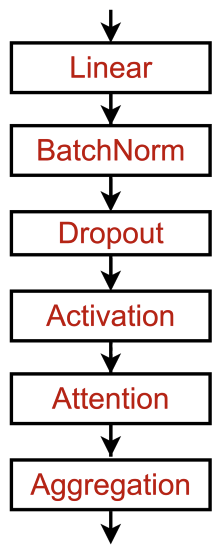 Linear
BatchNorm
Dropout
Activation
Attention
Aggregation